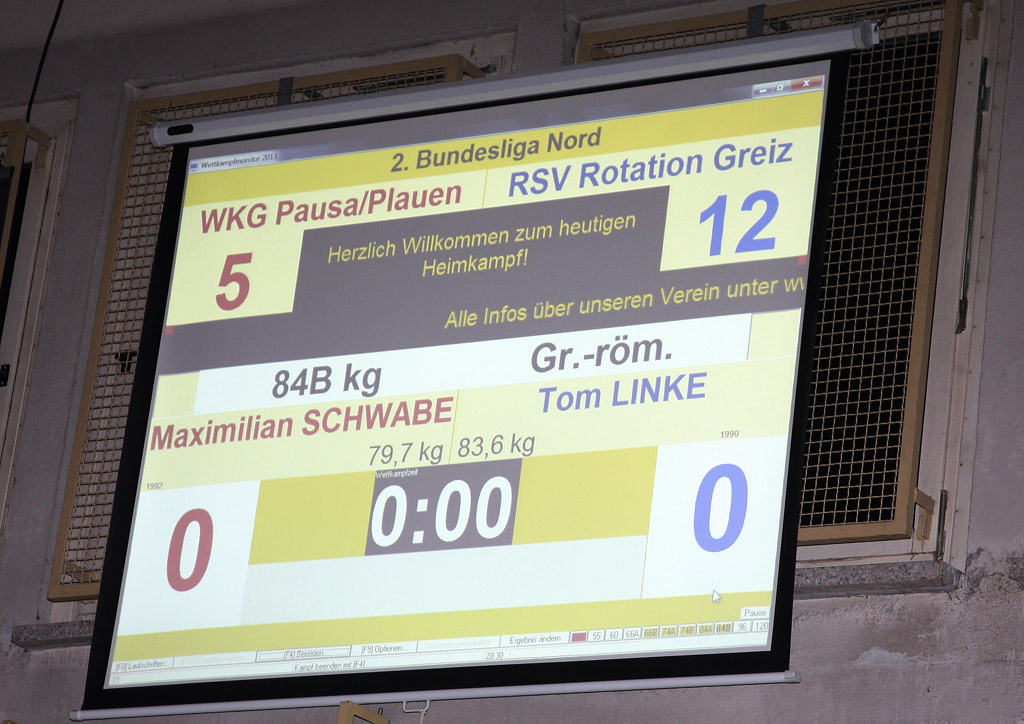 Wettkampfmonitor 2013
2. Bundesliga Nord
WKG Pausa/Plauen RSV Rotation Greiz
5 12
Herzlich Willkommen zum heutigen
Heimkampf!
Alle Infos über unseren Verein unter w
84B kg Gr.-röm.
Maximilian SCHWABE Tom LINKE
79,7 kg 83,6 kg
1992 1990
Wettkampfzeit
0 0:00 0
Pause
[F8] Laufschriften... [F4] Beenden [F9] Optionen... Ergebnis ändern 55 60 66A 66B 74A 74B 84A 84B 96 120
Kampf beenden mit [F4] 20:30